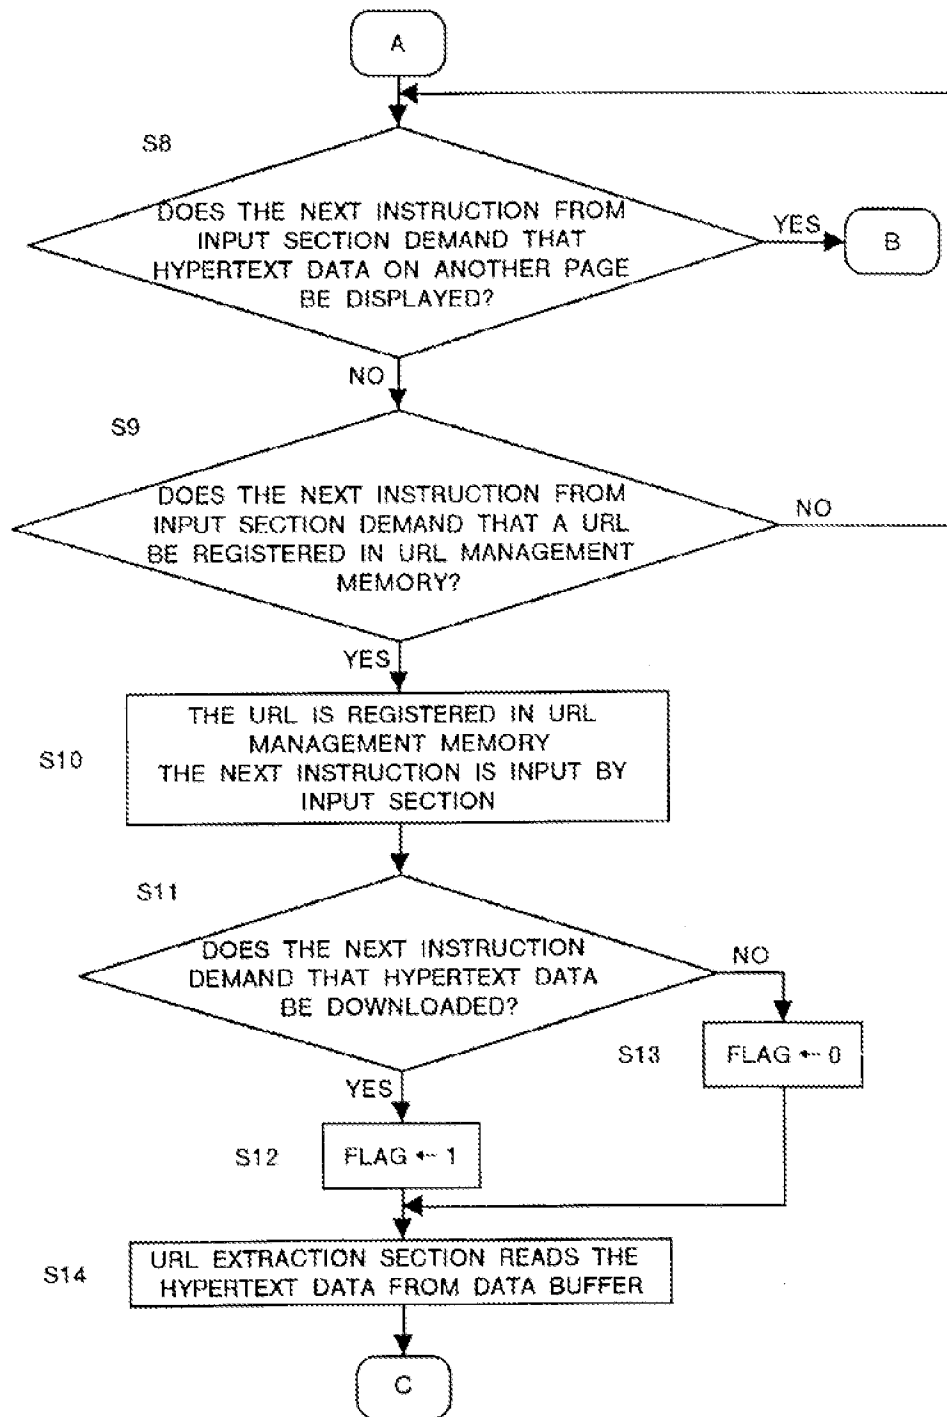 A
S8
DOES THE NEXT INSTRUCTION FROM
INPUT SECTION DEMAND THAT
HYPERTEXT DATA ON ANOTHER PAGE
BE DISPLAYED?
YES
B
NO
S9
DOES THE NEXT INSTRUCTION FROM
INPUT SECTION DEMAND THAT A URL
BE REGISTERED IN URL MANAGEMENT
MEMORY?
NO
YES
S10
THE URL IS REGISTERED IN URL
MANAGEMENT MEMORY
THE NEXT INSTRUCTION IS INPUT BY
INPUT SECTION
S11
DOES THE NEXT INSTRUCTION
DEMAND THAT HYPERTEXT DATA
BE DOWNLOADED?
NO
S13
FLAG ← 0
YES
S12
FLAG ← 1
S14
URL EXTRACTION SECTION READS THE
HYPERTEXT DATA FROM DATA BUFFER
C